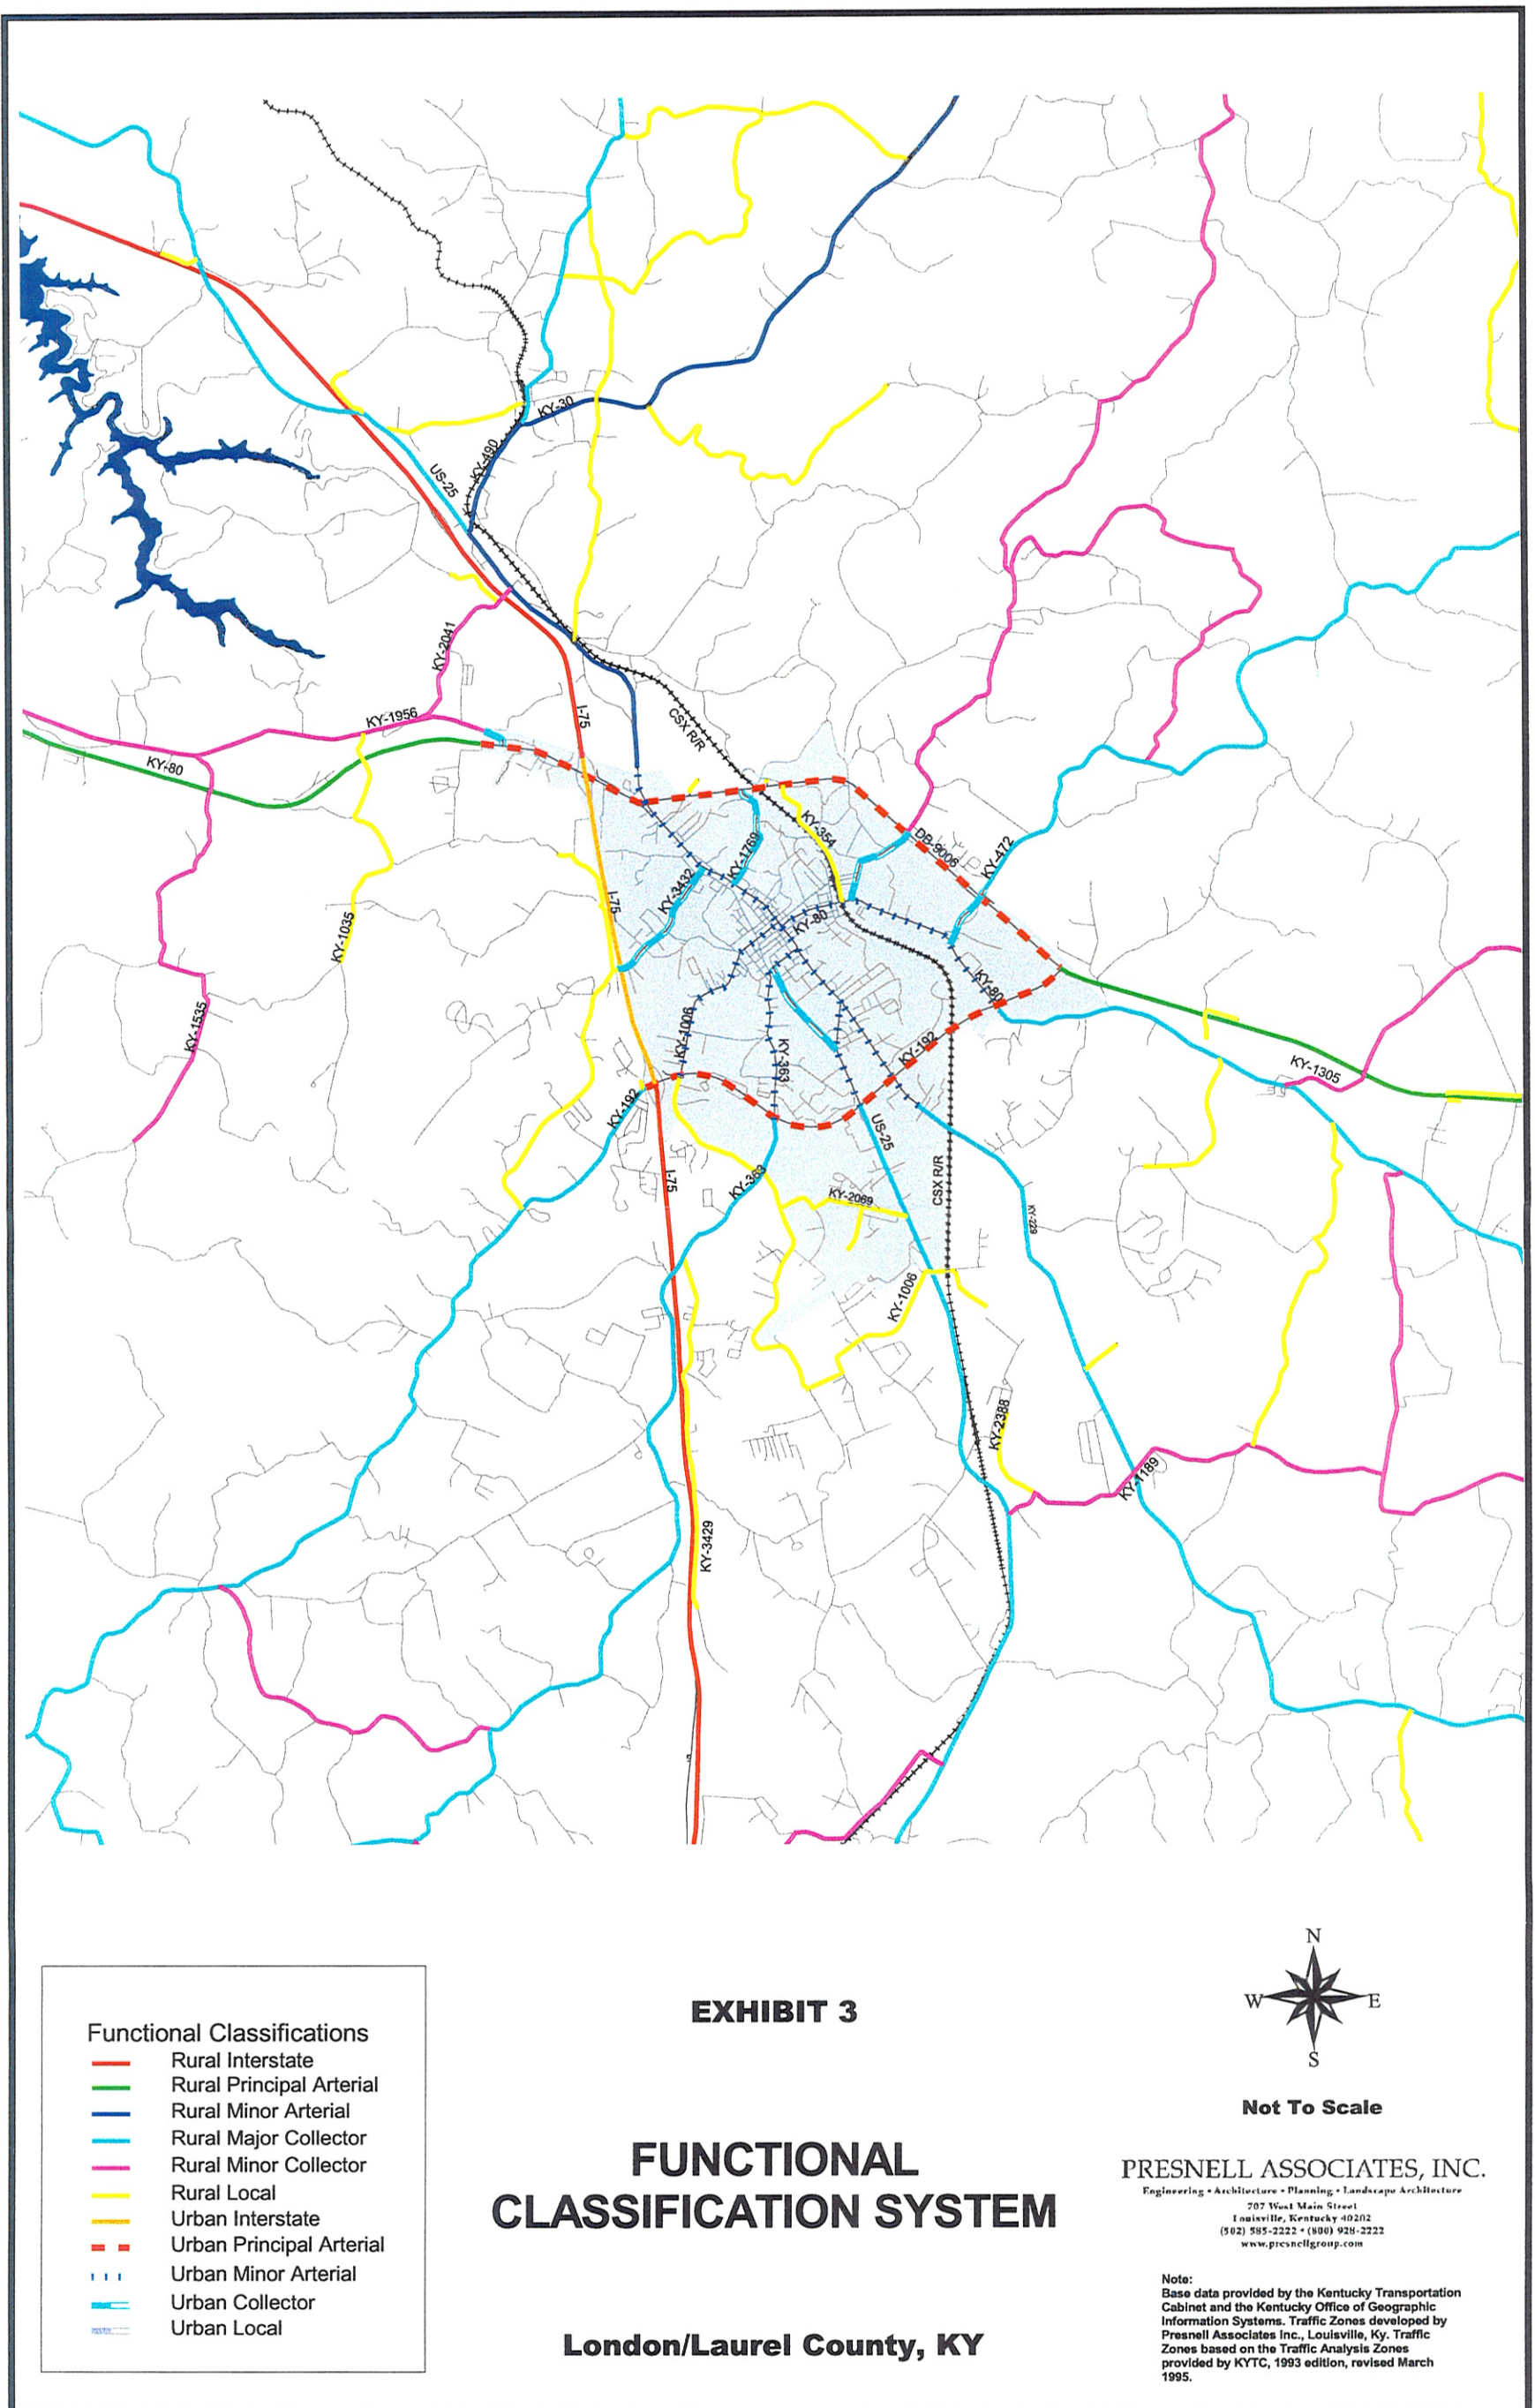 KY-30
KY-490
US-25
KY-2041
I-75
CSX R/R
KY-1956
KY-80
KY-354
KY-1769
DB-9006
KY-472
KY-3432
I-75
KY-80
KY-1035
KY-80
KY-1535
KY-1006
KY-363
KY-192
KY-1305
KY-192
US-25
I-75
KY-363
CSX R/R
KY-2069
KY-229
KY-1006
KY-2388
KY-1189
KY-3429
Functional Classifications
Rural Interstate
Rural Principal Arterial
Rural Minor Arterial
Rural Major Collector
Rural Minor Collector
Rural Local
Urban Interstate
Urban Principal Arterial
Urban Minor Arterial
Urban Collector
Urban Local
EXHIBIT 3
FUNCTIONAL
CLASSIFICATION SYSTEM
London/Laurel County, KY
N
W E
S
Not To Scale
PRESNELL ASSOCIATES, INC.
Engineering • Architecture • Planning • Landscape Architecture
707 West Main Street
Louisville, Kentucky 40202
(502) 585-2222 • (800) 928-2222
www.presnellgroup.com
Note:
Base data provided by the Kentucky Transportation
Cabinet and the Kentucky Office of Geographic
Information Systems. Traffic Zones developed by
Presnell Associates Inc., Louisville, Ky. Traffic
Zones based on the Traffic Analysis Zones
provided by KYTC, 1993 edition, revised March
1995.